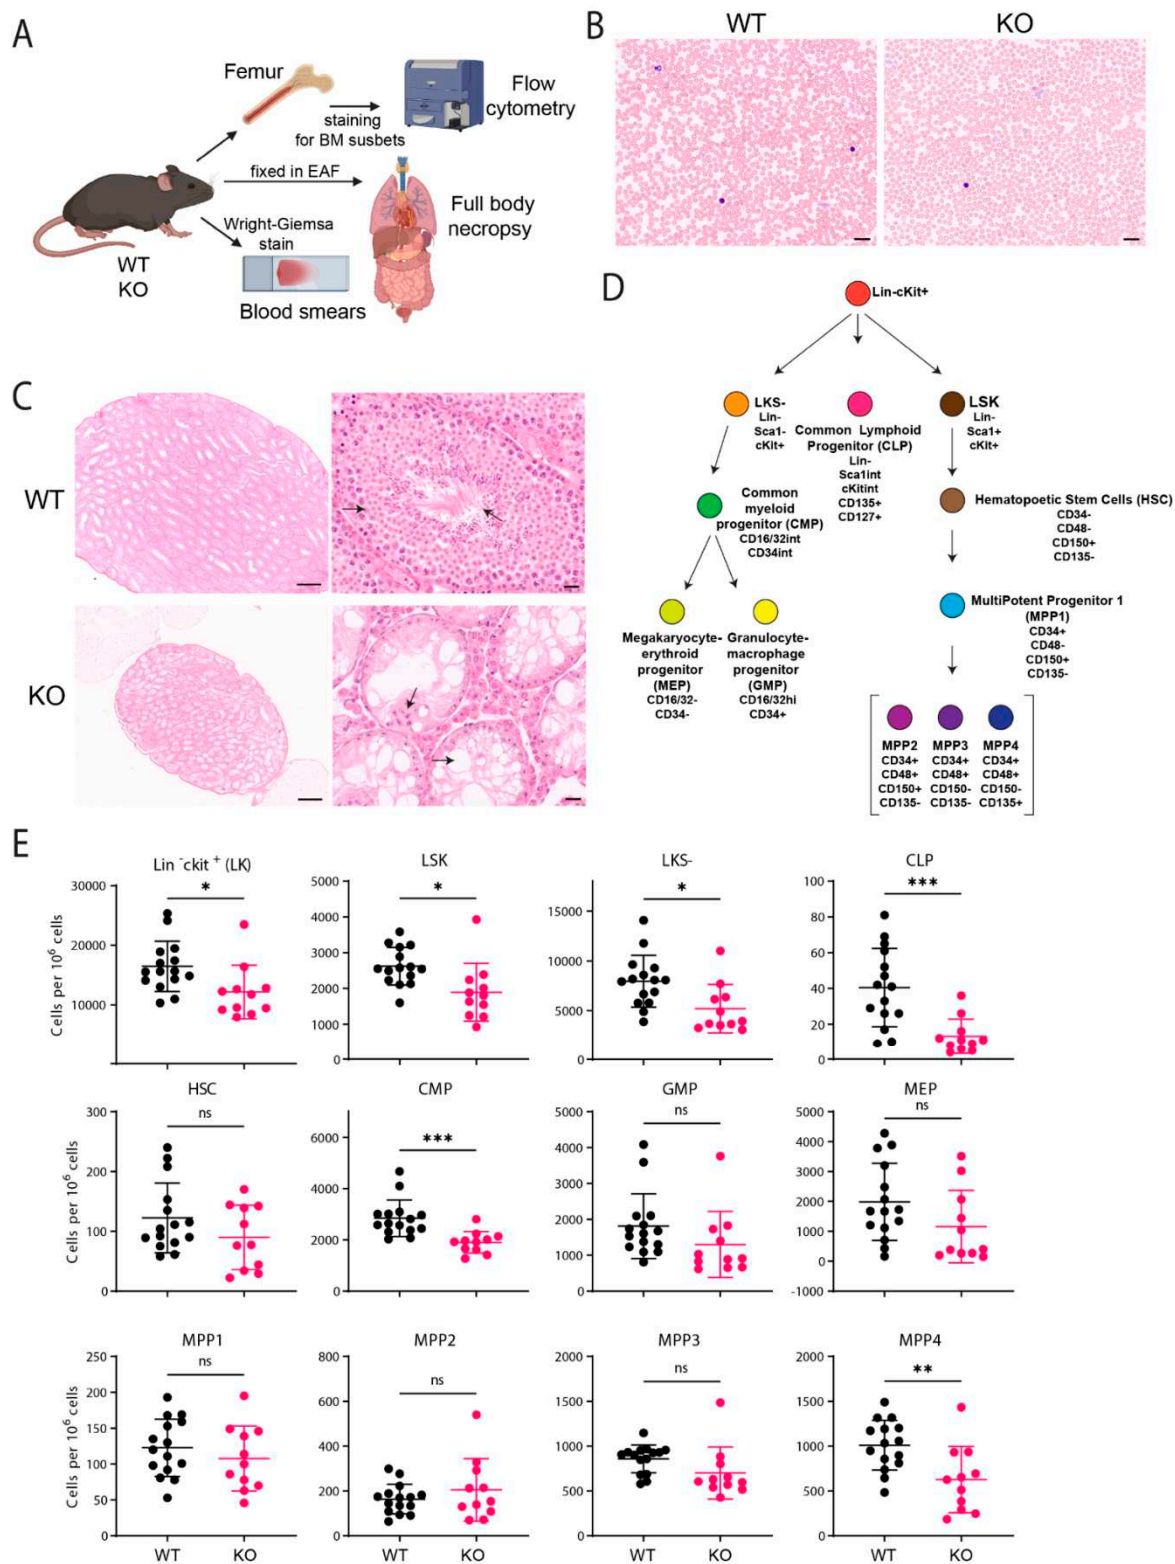 A
Femur
Flow
cytometry
staining
for BM susbets
fixed in EAF
Full body
necropsy
Wright-Giemsa
stain
WT
KO
Blood smears
B
WT
KO
C
WT
KO
D
Lin-cKit+
LKS-
Lin-
Sca1-
cKit+
Common Lymphoid
Progenitor (CLP)
Lin-
Sca1int
cKitint
CD135+
CD127+
LSK
Lin-
Sca1+
cKit+
Common
myeloid
progenitor (CMP)
CD16/32int
CD34int
Hematopoetic Stem Cells (HSC)
CD34-
CD48-
CD150+
CD135-
Megakaryocyte-
erythroid
progenitor
(MEP)
CD16/32-
CD34-
Granulocyte-
macrophage
progenitor
(GMP)
CD16/32hi
CD34+
MultiPotent Progenitor 1
(MPP1)
CD34+
CD48-
CD150+
CD135-
MPP2
CD34+
CD48+
CD150+
CD135-
MPP3
CD34+
CD48+
CD150-
CD135-
MPP4
CD34+
CD48+
CD150-
CD135+
E
Lin⁻ckit⁺ (LK)
Cells per 10⁶ cells
30000
20000
10000
*
LSK
5000
4000
3000
2000
1000
0
*
LKS-
15000
10000
5000
0
*
CLP
100
80
60
40
20
0
***
HSC
Cells per 10⁶ cells
300
200
100
0
ns
CMP
6000
4000
2000
0
***
GMP
5000
4000
3000
2000
1000
0
ns
MEP
5000
4000
3000
2000
1000
0
-1000
ns
MPP1
Cells per 10⁶ cells
250
200
150
100
50
0
ns
WT KO
MPP2
800
600
400
200
0
ns
WT KO
MPP3
2000
1500
1000
500
0
ns
WT KO
MPP4
2000
1500
1000
500
0
**
WT KO